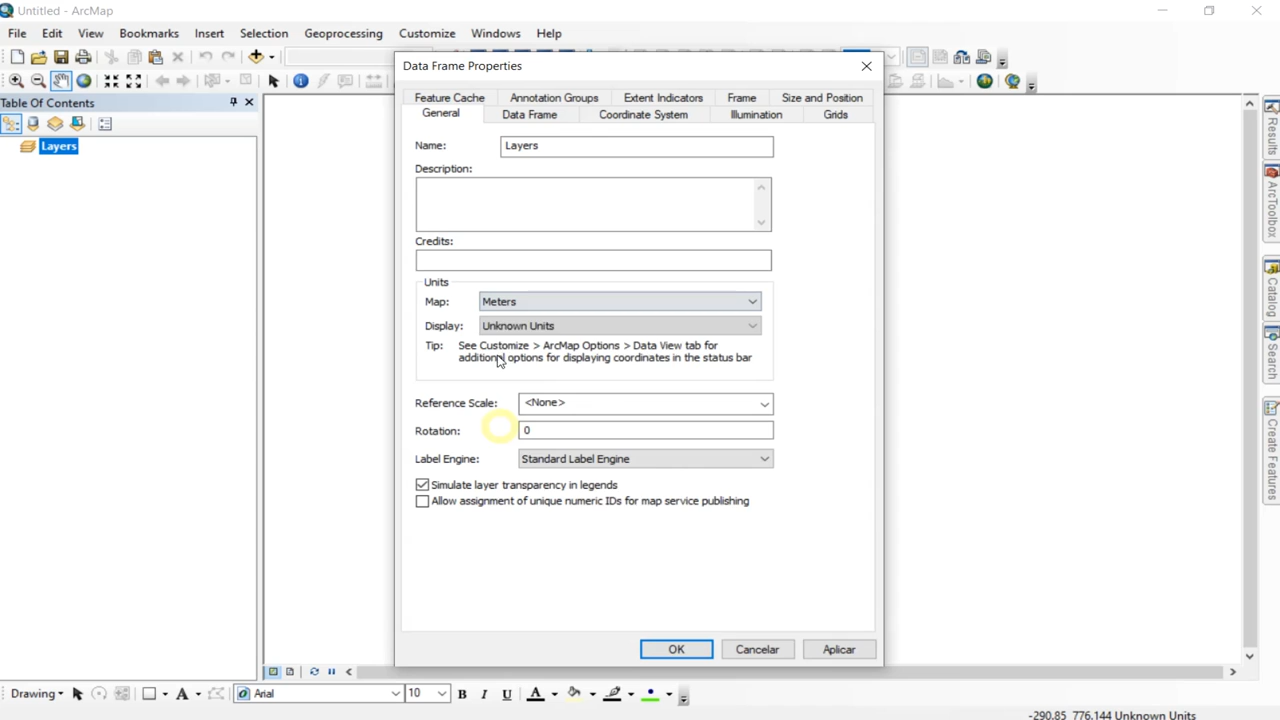 Untitled - ArcMap
File Edit View Bookmarks Insert Selection Geoprocessing Customize Windows Help
Table Of Contents
Layers
Data Frame Properties
Feature Cache Annotation Groups Extent Indicators Frame Size and Position
General Data Frame Coordinate System Illumination Grids
Name: Layers
Description:
Credits:
Units
Map: Meters
Display: Unknown Units
Tip: See Customize > ArcMap Options > Data View tab for
additional options for displaying coordinates in the status bar
Reference Scale: <None>
Rotation: 0
Label Engine: Standard Label Engine
Simulate layer transparency in legends
Allow assignment of unique numeric IDs for map service publishing
OK Cancelar Aplicar
Results
ArcToolbox
Catalog
Search
Create Features
Drawing A Arial 10 B I U A
-290.85 776.144 Unknown Units